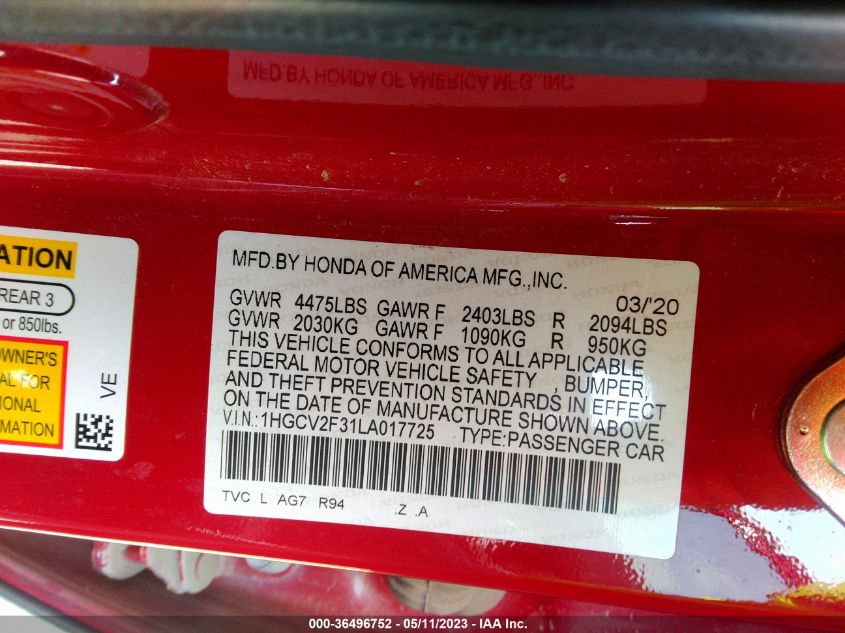 MFD.BY HONDA OF AMERICA MFG.,INC.
ATION
REAR 3
or 850lbs.
OWNER'S
AL FOR
IONAL
MATION
VE
MFD.BY HONDA OF AMERICA MFG.,INC.
03/'20
GVWR 4475LBS GAWR F 2403LBS R 2094LBS
GVWR 2030KG GAWR F 1090KG R 950KG
THIS VEHICLE CONFORMS TO ALL APPLICABLE
FEDERAL MOTOR VEHICLE SAFETY , BUMPER,
AND THEFT PREVENTION STANDARDS IN EFFECT
ON THE DATE OF MANUFACTURE SHOWN ABOVE.
V.I.N.:1HGCV2F31LA017725 TYPE:PASSENGER CAR
TVC L AG7 R94 .Z .A
000-36496752 - 05/11/2023 - IAA Inc.